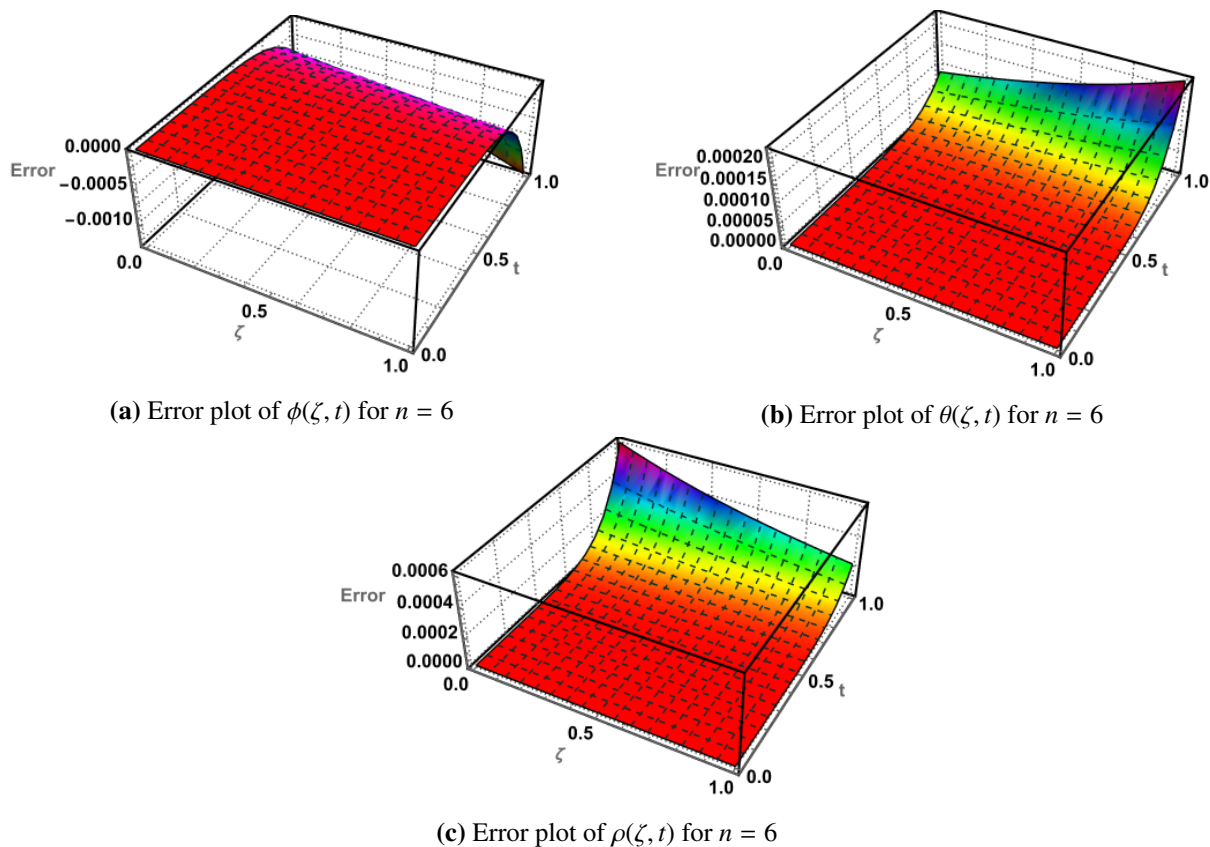 0.0000
Error
−0.0005
−0.0010
0.0
0.5
ζ
1.0
0.0
0.5
t
1.0
(a) Error plot of ϕ(ζ, t) for n = 6
0.00020
Error
0.00015
0.00010
0.00005
0.00000
0.0
0.5
ζ
1.0
0.0
0.5
t
1.0
(b) Error plot of θ(ζ, t) for n = 6
0.0006
Error
0.0004
0.0002
0.0000
0.0
0.5
ζ
1.0
0.0
0.5
t
1.0
(c) Error plot of ρ(ζ, t) for n = 6